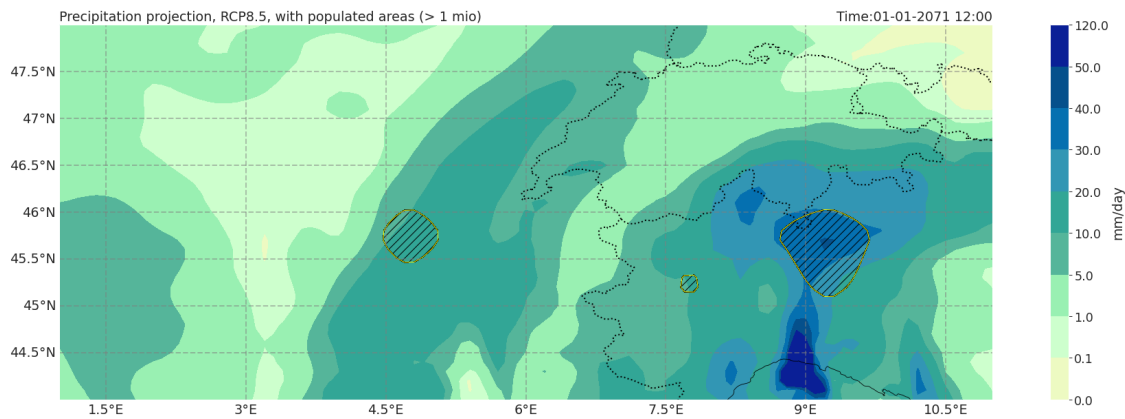 Precipitation projection, RCP8.5, with populated areas (> 1 mio) Time:01-01-2071 12:00
47.5°N
47°N
46.5°N
46°N
45.5°N
45°N
44.5°N
1.5°E 3°E 4.5°E 6°E 7.5°E 9°E 10.5°E
120.0
50.0
40.0
30.0
20.0
10.0
5.0
1.0
0.1
0.0
mm/day